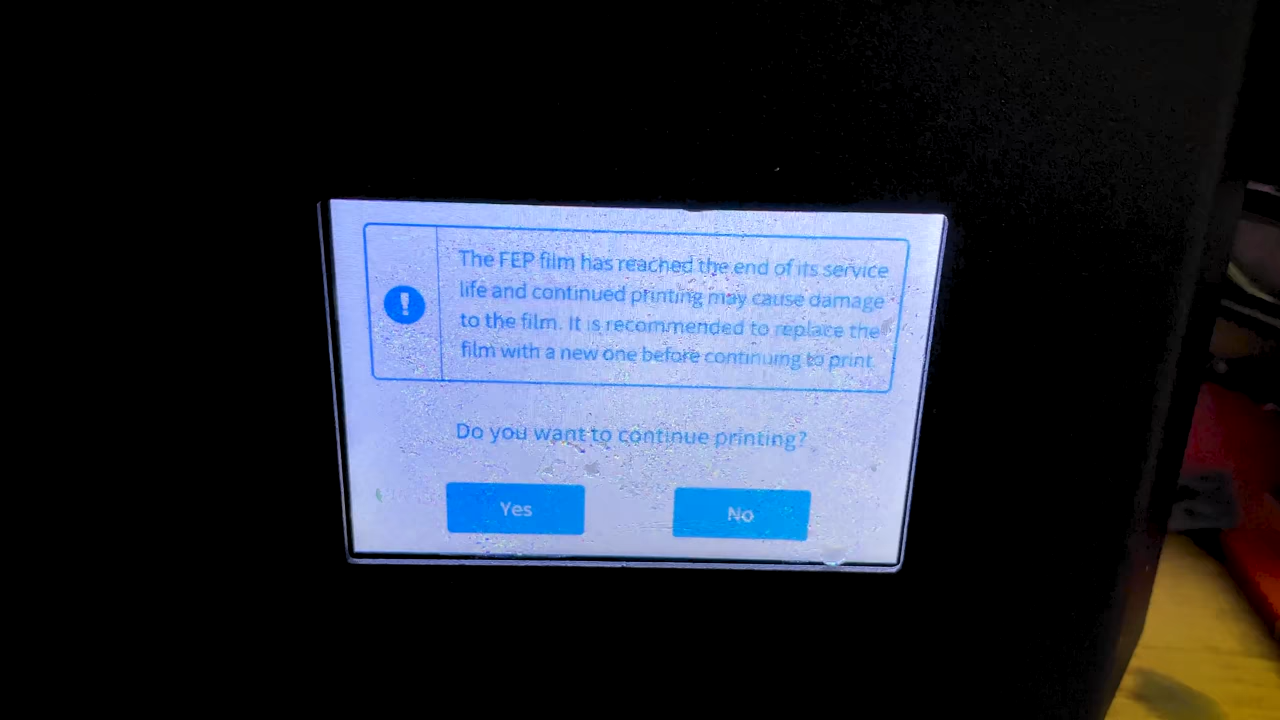 The FEP film has reached the end of its service
life and continued printing may cause damage
to the film. It is recommended to replace the
film with a new one before continuing to print.
Do you want to continue printing?
Yes
No